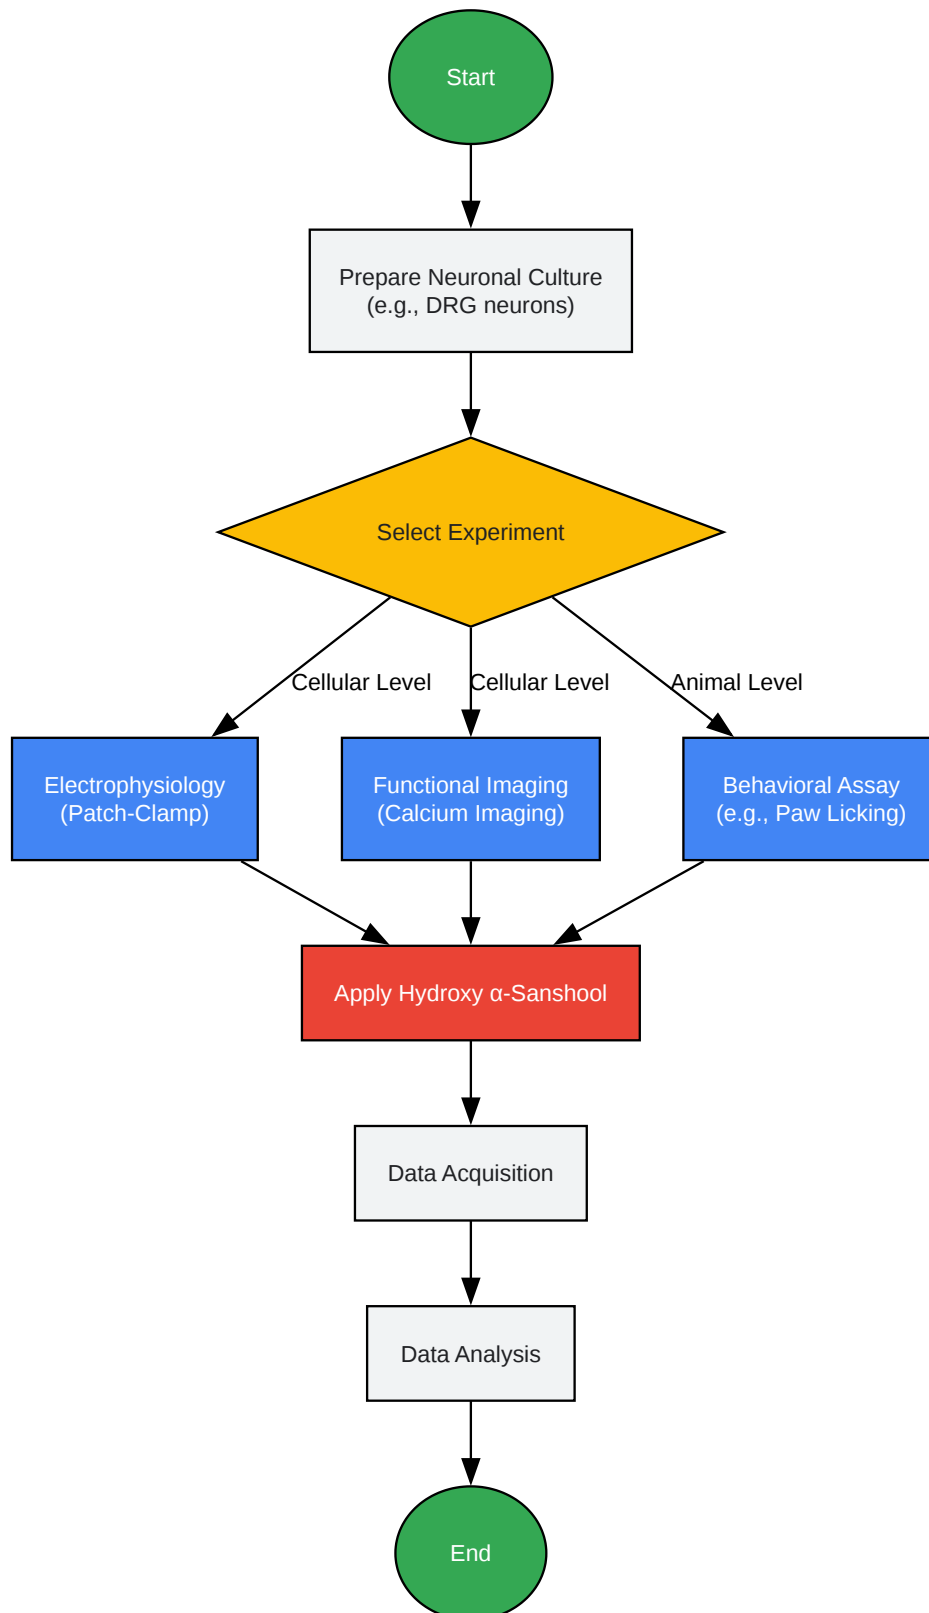 Start
Prepare Neuronal Culture
(e.g., DRG neurons)
Select Experiment
Cellular Level
Cellular Level
Animal Level
Electrophysiology
(Patch-Clamp)
Functional Imaging
(Calcium Imaging)
Behavioral Assay
(e.g., Paw Licking)
Apply Hydroxy α-Sanshool
Data Acquisition
Data Analysis
End